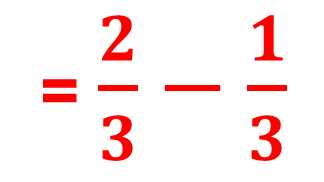 = 2/3 − 1/3